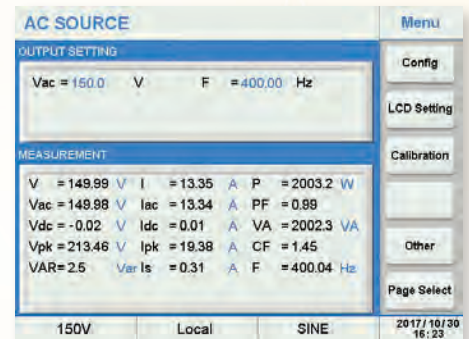 AC SOURCE
Menu
OUTPUT SETTING
Vac = 150.0 V F = 400.00 Hz
Config
LCD Setting
MEASUREMENT
Calibration
V = 149.99 V I = 13.35 A P = 2003.2 W
Vac = 149.98 V Iac = 13.34 A PF = 0.99
Vdc = - 0.02 V Idc = 0.01 A VA = 2002.3 VA
Vpk = 213.46 V Ipk = 19.38 A CF = 1.45
Other
VAR= 2.5 Var Is = 0.31 A F = 400.04 Hz
Page Select
150V Local SINE 2017/10/30
16:23